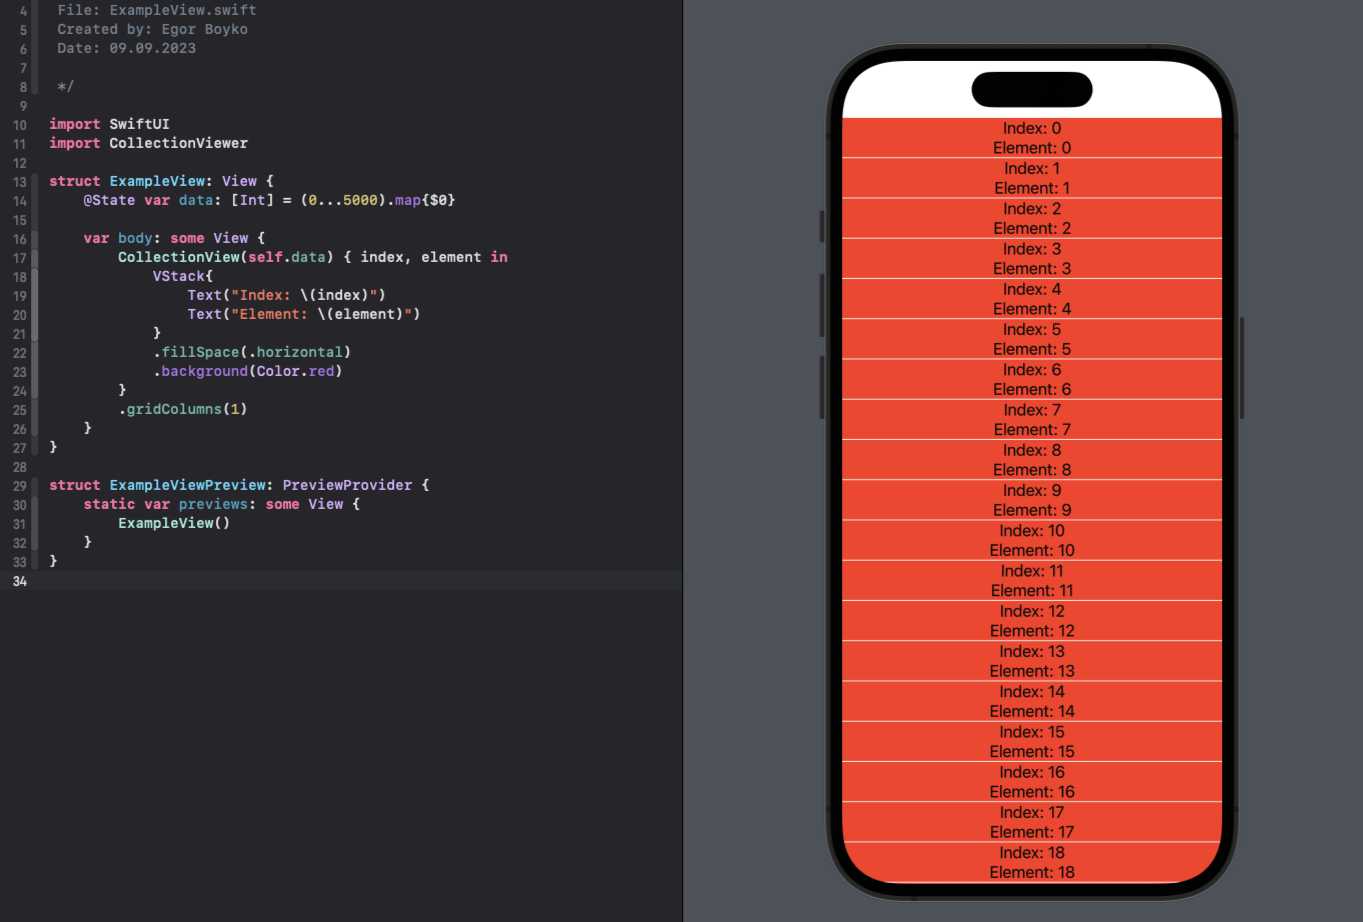 4 File: ExampleView.swift
5 Created by: Egor Boyko
6 Date: 09.09.2023
7
8 */
9
10 import SwiftUI
11 import CollectionViewer
12
13 struct ExampleView: View {
14 @State var data: [Int] = (0...5000).map{$0}
15
16 var body: some View {
17 CollectionView(self.data) { index, element in
18 VStack{
19 Text("Index: \(index)")
20 Text("Element: \(element)")
21 }
22 .fillSpace(.horizontal)
23 .background(Color.red)
24 }
25 .gridColumns(1)
26 }
27 }
28
29 struct ExampleViewPreview: PreviewProvider {
30 static var previews: some View {
31 ExampleView()
32 }
33 }
34
Index: 0
Element: 0
Index: 1
Element: 1
Index: 2
Element: 2
Index: 3
Element: 3
Index: 4
Element: 4
Index: 5
Element: 5
Index: 6
Element: 6
Index: 7
Element: 7
Index: 8
Element: 8
Index: 9
Element: 9
Index: 10
Element: 10
Index: 11
Element: 11
Index: 12
Element: 12
Index: 13
Element: 13
Index: 14
Element: 14
Index: 15
Element: 15
Index: 16
Element: 16
Index: 17
Element: 17
Index: 18
Element: 18